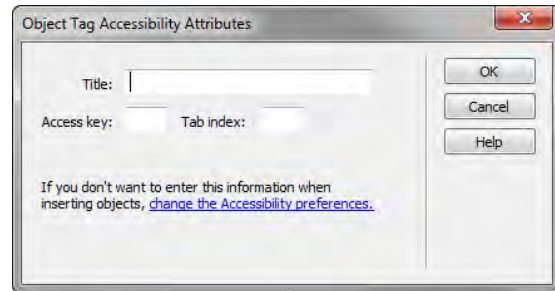 Object Tag Accessibility Attributes
Title:
OK
Access key:
Tab index:
Cancel
Help
If you don't want to enter this information when
inserting objects, change the Accessibility preferences.